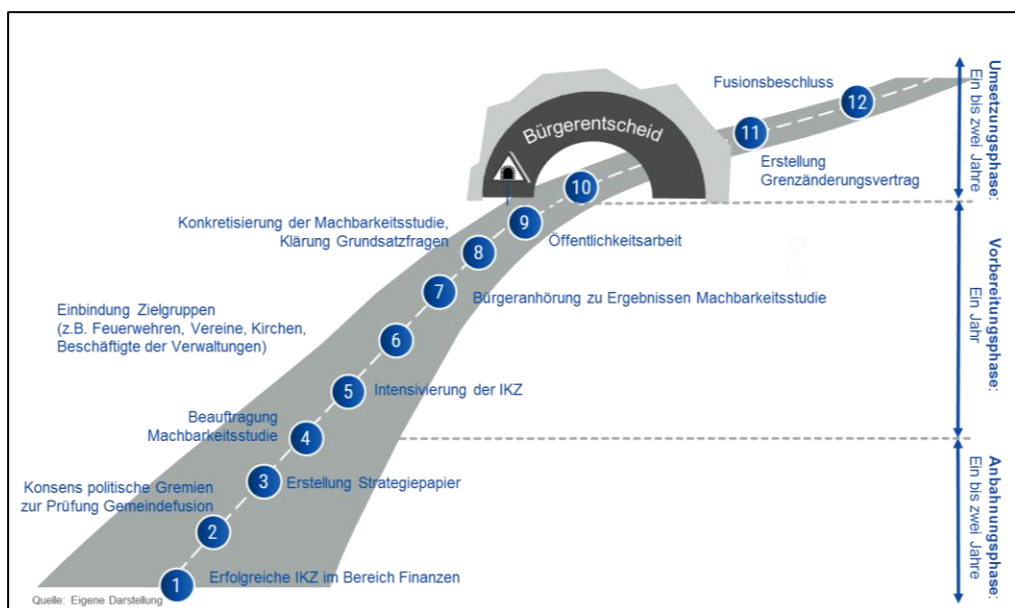 Fusionsbeschluss
12
11
Erstellung
Grenzänderungsvertrag
Bürgerentscheid
10
Konkretisierung der Machbarkeitsstudie,
Klärung Grundsatzfragen
9
Öffentlichkeitsarbeit
8
7
Bürgeranhörung zu Ergebnissen Machbarkeitsstudie
Einbindung Zielgruppen
(z.B. Feuerwehren, Vereine, Kirchen,
Beschäftigte der Verwaltungen)
6
5
Intensivierung der IKZ
Beauftragung
Machbarkeitsstudie
4
3
Erstellung Strategiepapier
Konsens politische Gremien
zur Prüfung Gemeindefusion
2
1
Erfolgreiche IKZ im Bereich Finanzen
Quelle: Eigene Darstellung
Umsetzungsphase:
Ein bis zwei Jahre
Vorbereitungsphase:
Ein Jahr
Anbahnungsphase:
Ein bis zwei Jahre